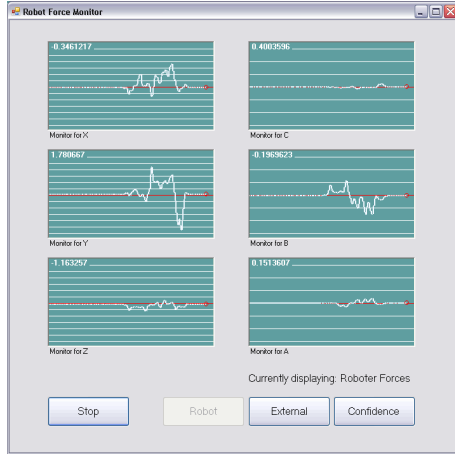 Robot Force Monitor
-0.3461217
0.4003596
Monitor for X
Monitor for C
1.780667
-0.1969623
Monitor for Y
Monitor for B
-1.163257
0.1513607
Monitor for Z
Monitor for A
Currently displaying: Roboter Forces
Stop
Robot
External
Confidence